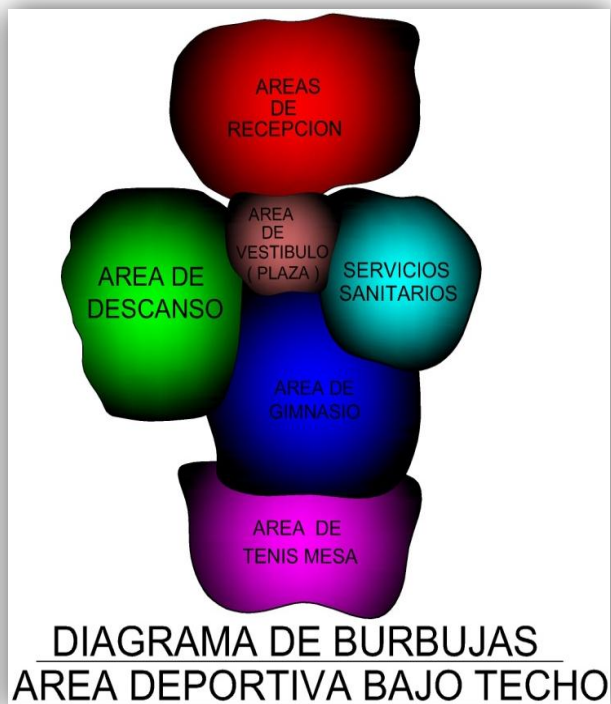 AREAS
DE
RECEPCION
AREA
DE
VESTIBULO
( PLAZA )
AREA DE
DESCANSO
SERVICIOS
SANITARIOS
AREA DE
GIMNASIO
AREA DE
TENIS MESA
DIAGRAMA DE BURBUJAS
AREA DEPORTIVA BAJO TECHO